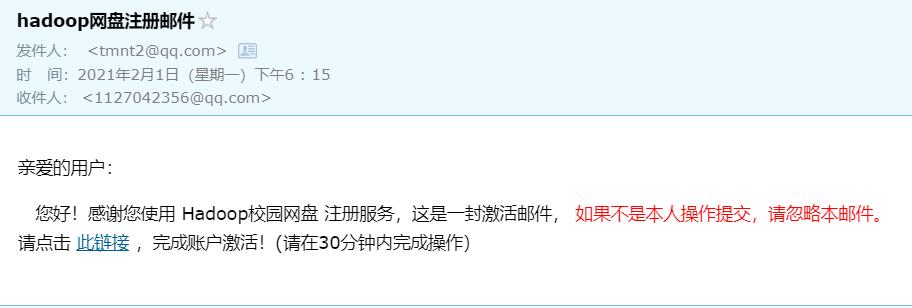 hadoop网盘注册邮件
发件人： <tmnt2@qq.com>
时　间：2021年2月1日（星期一）下午6：15
收件人：<1127042356@qq.com>
亲爱的用户：
您好！感谢您使用 Hadoop校园网盘 注册服务，这是一封激活邮件， 如果不是本人操作提交，请忽略本邮件。
请点击 此链接 ，完成账户激活！(请在30分钟内完成操作）